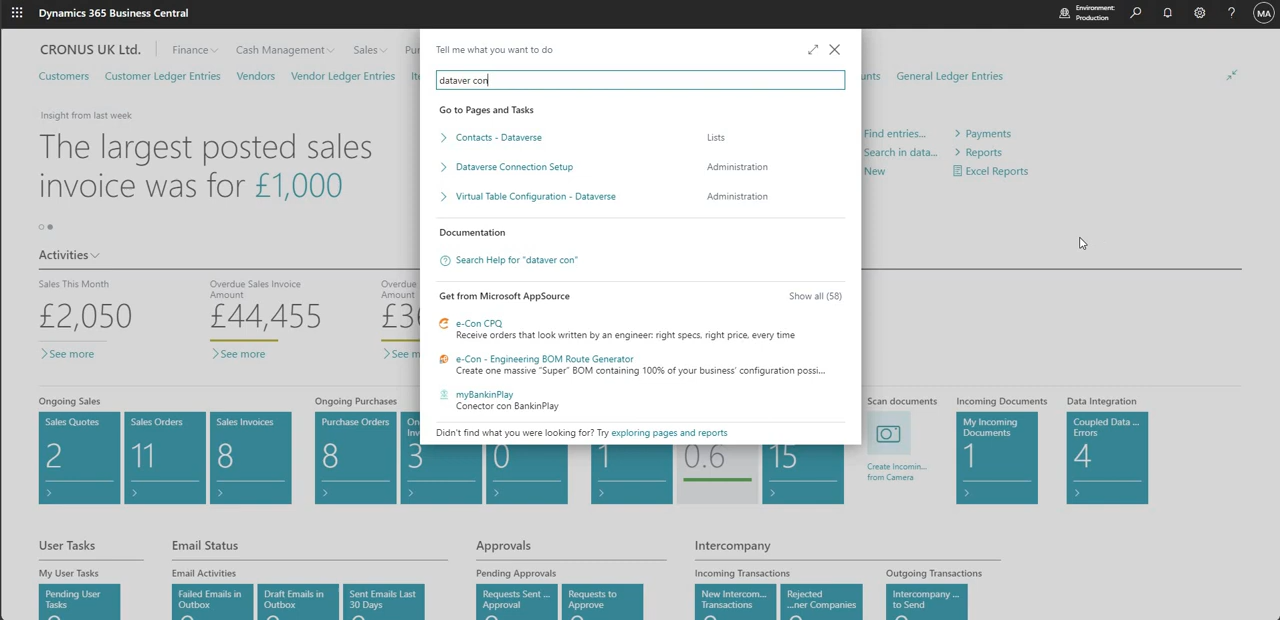 Dynamics 365 Business Central
Environment:
Production
MA
CRONUS UK Ltd.
Finance
Cash Management
Sales
Customers
Customer Ledger Entries
Vendors
Vendor Ledger Entries
General Ledger Entries
Tell me what you want to do
dataver con
Go to Pages and Tasks
Contacts - Dataverse
Lists
Dataverse Connection Setup
Administration
Virtual Table Configuration - Dataverse
Administration
Documentation
Search Help for "dataver con"
Get from Microsoft AppSource
Show all (58)
e-Con CPQ
Receive orders that look written by an engineer: right specs, right price, every time
e-Con - Engineering BOM Route Generator
Create one massive “Super” BOM containing 100% of your business’ configuration possi...
myBankinPlay
Conector con BankinPlay
Didn't find what you were looking for? Try exploring pages and reports
Insight from last week
The largest posted sales
invoice was for £1,000
Find entries...
Search in data...
New
Payments
Reports
Excel Reports
Activities
Sales This Month
£2,050
See more
Overdue Sales Invoice
Amount
£44,455
See more
Overdue
Amount
Ongoing Sales
Sales Quotes
2
Sales Orders
11
Sales Invoices
8
Ongoing Purchases
Purchase Orders
8
3
0
1
0.6
15
Scan documents
Create Incomin...
from Camera
Incoming Documents
My Incoming
Documents
1
Data Integration
Coupled Data ...
Errors
4
User Tasks
My User Tasks
Pending User
Tasks
Email Status
Email Activities
Failed Emails in
Outbox
Draft Emails in
Outbox
Sent Emails Last
30 Days
Approvals
Pending Approvals
Requests Sent ...
Approval
Requests to
Approve
Intercompany
Incoming Transactions
New Intercom...
Transactions
Rejected
...ner Companies
Outgoing Transactions
Intercompany ...
to Send